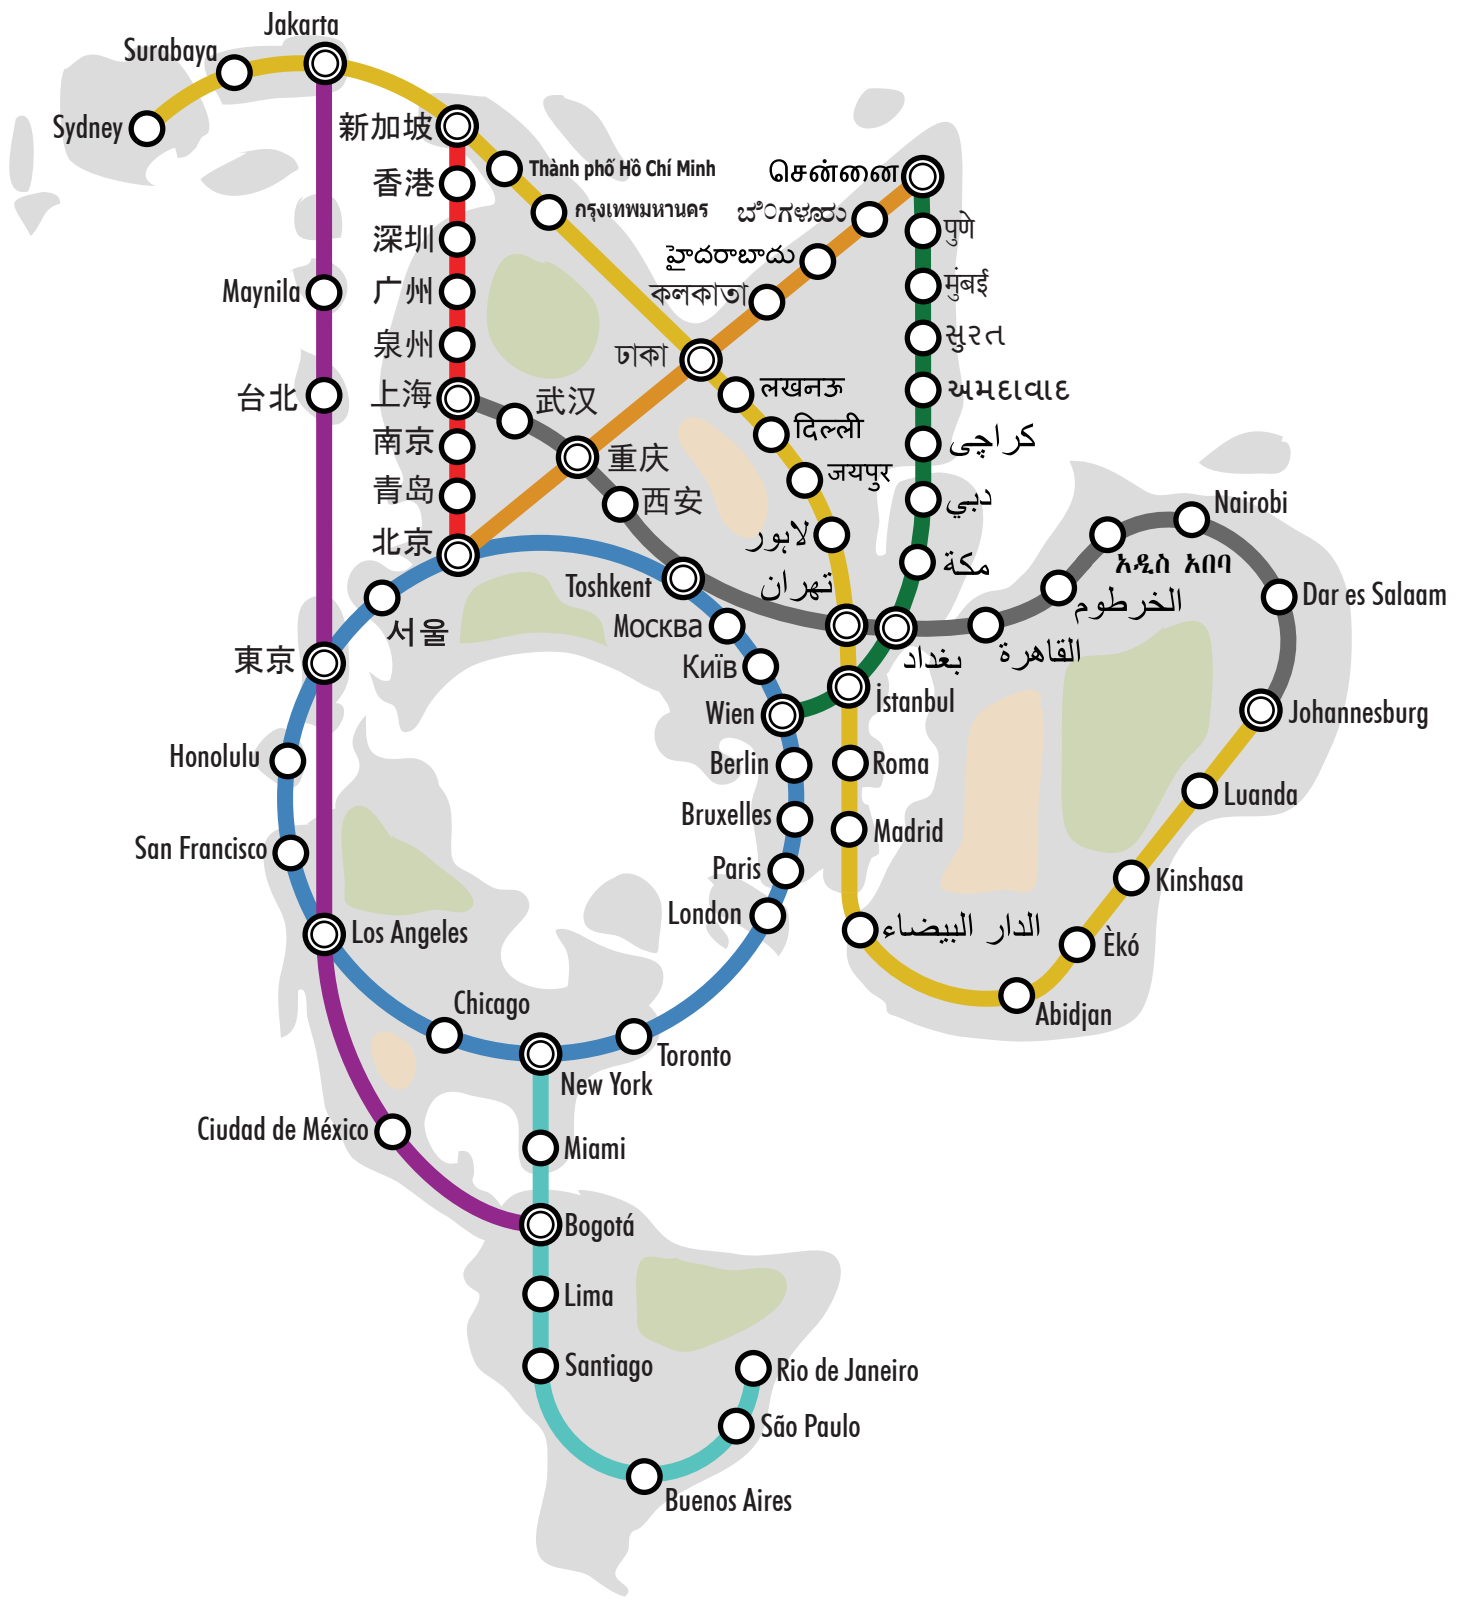 Jakarta
Surabaya
Sydney
新加坡
Thành phố Hồ Chí Minh
சென்னை
香港
กรุงเทพมหานคร
ಬೆಂಗಳೂರು
पुणे
深圳
హైదరాబాదు
Maynila
广州
কলকাতা
मुंबई
泉州
ঢাকা
સુરત
台北
上海
武汉
लखनऊ
અમદાવાદ
南京
重庆
दिल्ली
کراچی
青岛
西安
जयपुर
دبي
Nairobi
北京
لاہور
مكة
አዲስ አበባ
Toshkent
تهران
الخرطوم
Dar es Salaam
서울
Москва
بغداد
القاهرة
東京
Київ
İstanbul
Wien
Johannesburg
Honolulu
Berlin
Roma
Luanda
San Francisco
Bruxelles
Madrid
Paris
Kinshasa
Los Angeles
London
الدار البيضاء
Èkó
Chicago
Abidjan
Toronto
New York
Ciudad de México
Miami
Bogotá
Lima
Santiago
Rio de Janeiro
São Paulo
Buenos Aires